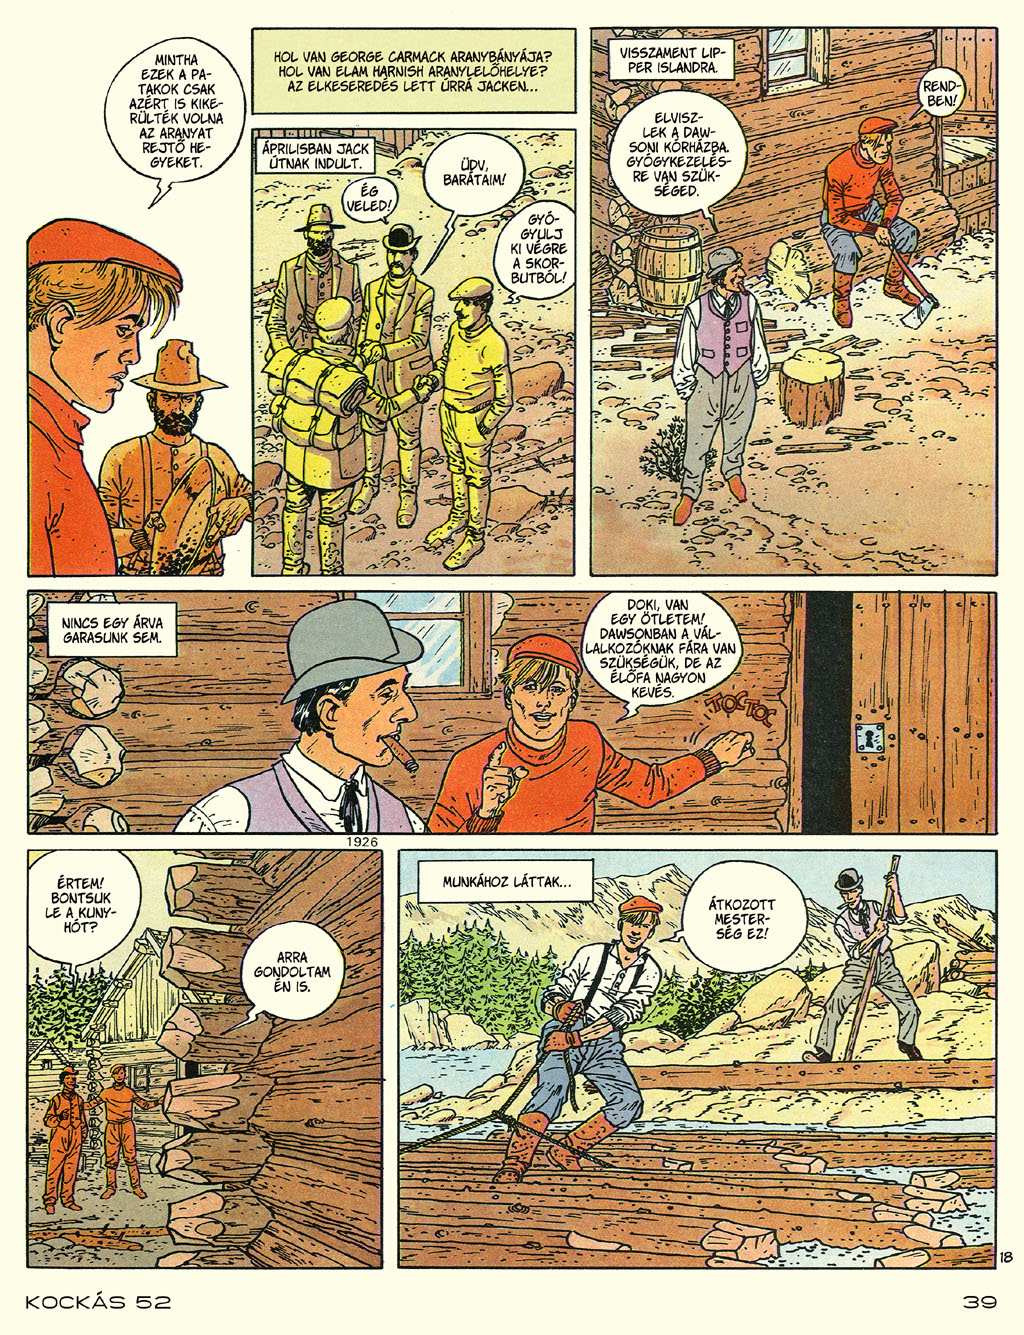 MINTHA
EZEK A PA-
TAKOK CSAK
AZÉRT IS KIKE-
RÜLTÉK VOLNA
AZ ARANYAT
REJTŐ HE-
GYEKET.
HOL VAN GEORGE CARMACK ARANYBÁNYÁJA?
HOL VAN ELAM HARNISH ARANYLELŐHELYE?
AZ ELKESEREDÉS LETT ÚRRÁ JACKEN...
ÁPRILISBAN JACK
ÚTNAK INDULT.
ÉG
VELED!
ÜDV,
BARÁTAIM!
GYÓ-
GYULJ
KI VÉGRE
A SKOR-
BUTBÓL!
VISSZAMENT LIP-
PER ISLANDRA.
ELVISZ-
LEK A DAW-
SONI KÓRHÁZBA.
GYÓGYKEZELÉS-
RE VAN SZÜK-
SÉGED.
REND-
BEN!
NINCS EGY ÁRVA
GARASUNK SEM.
DOKI, VAN
EGY ÖTLETEM!
DAWSONBAN A VÁL-
LALKOZÓKNAK FÁRA VAN
SZÜKSÉGÜK, DE AZ
ÉLŐFA NAGYON
KEVÉS.
TOC TOC
1926
ÉRTEM!
BONTSUK
LE A KUNY-
HÓT?
ARRA
GONDOLTAM
ÉN IS.
MUNKÁHOZ LÁTTAK...
ÁTKOZOTT
MESTER-
SÉG EZ!
18
KOCKÁS 52
39